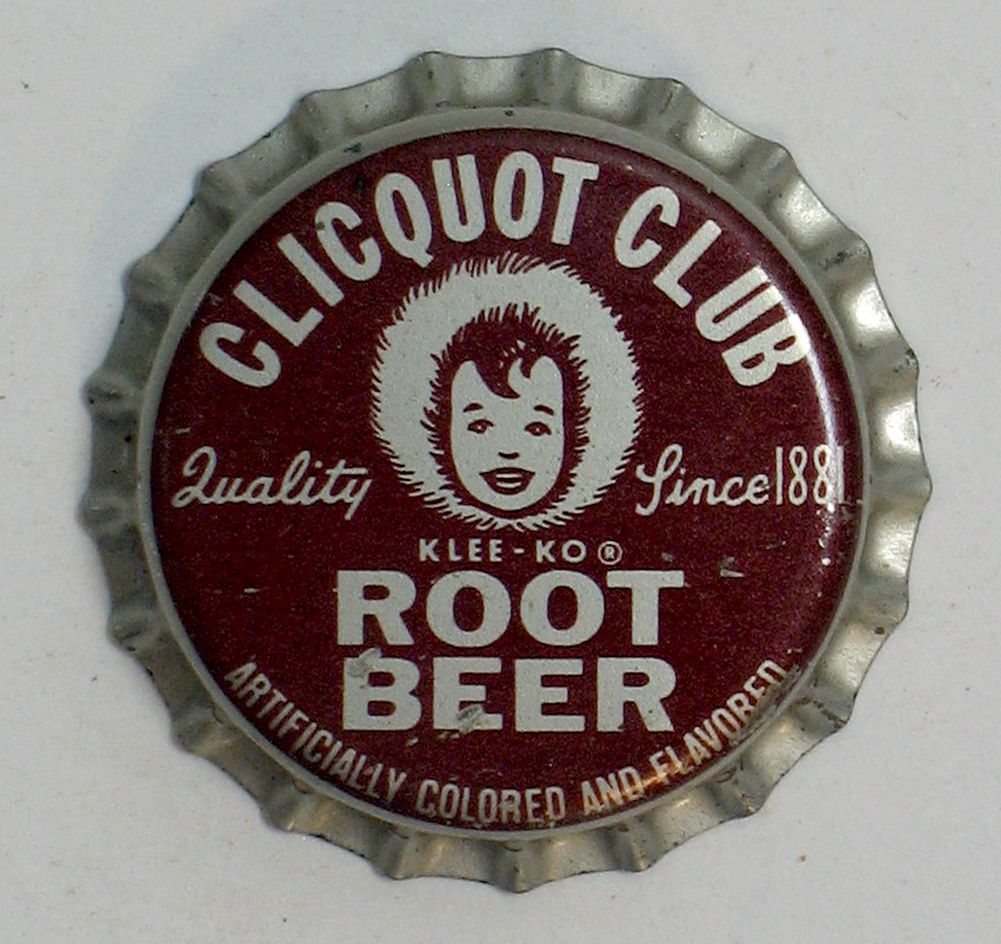 CLICQUOT CLUB
Quality Since 1881
KLEE-KO®
ROOT
BEER
ARTIFICIALLY COLORED AND FLAVORED